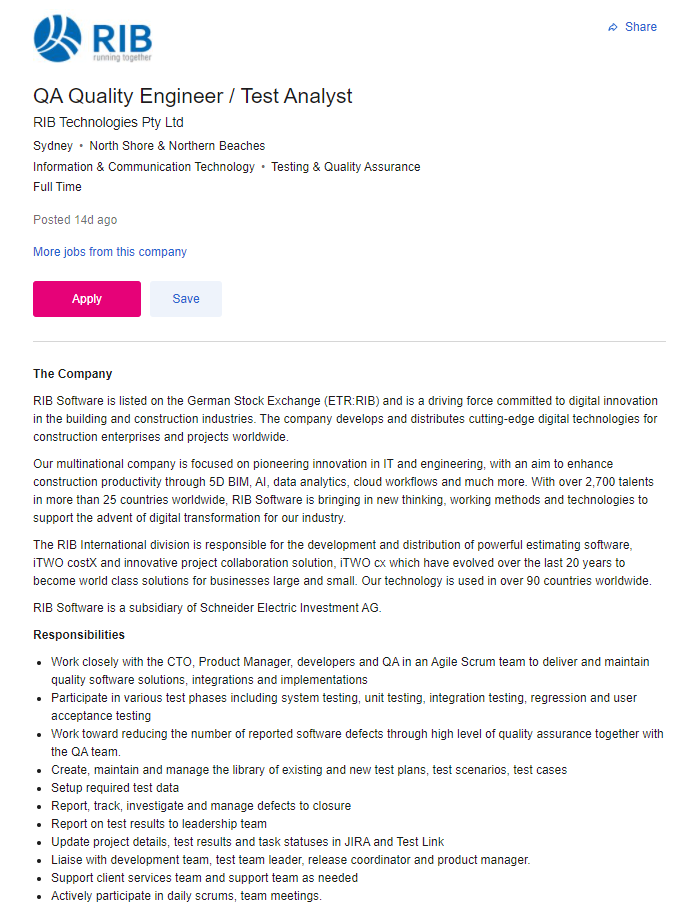 RIB
running together
Share
QA Quality Engineer / Test Analyst
RIB Technologies Pty Ltd
Sydney • North Shore & Northern Beaches
Information & Communication Technology • Testing & Quality Assurance
Full Time
Posted 14d ago
More jobs from this company
Apply
Save
The Company
RIB Software is listed on the German Stock Exchange (ETR:RIB) and is a driving force committed to digital innovation
in the building and construction industries. The company develops and distributes cutting-edge digital technologies for
construction enterprises and projects worldwide.
Our multinational company is focused on pioneering innovation in IT and engineering, with an aim to enhance
construction productivity through 5D BIM, AI, data analytics, cloud workflows and much more. With over 2,700 talents
in more than 25 countries worldwide, RIB Software is bringing in new thinking, working methods and technologies to
support the advent of digital transformation for our industry.
The RIB International division is responsible for the development and distribution of powerful estimating software,
iTWO costX and innovative project collaboration solution, iTWO cx which have evolved over the last 20 years to
become world class solutions for businesses large and small. Our technology is used in over 90 countries worldwide.
RIB Software is a subsidiary of Schneider Electric Investment AG.
Responsibilities
• Work closely with the CTO, Product Manager, developers and QA in an Agile Scrum team to deliver and maintain
quality software solutions, integrations and implementations
• Participate in various test phases including system testing, unit testing, integration testing, regression and user
acceptance testing
• Work toward reducing the number of reported software defects through high level of quality assurance together with
the QA team.
• Create, maintain and manage the library of existing and new test plans, test scenarios, test cases
• Setup required test data
• Report, track, investigate and manage defects to closure
• Report on test results to leadership team
• Update project details, test results and task statuses in JIRA and Test Link
• Liaise with development team, test team leader, release coordinator and product manager.
• Support client services team and support team as needed
• Actively participate in daily scrums, team meetings.